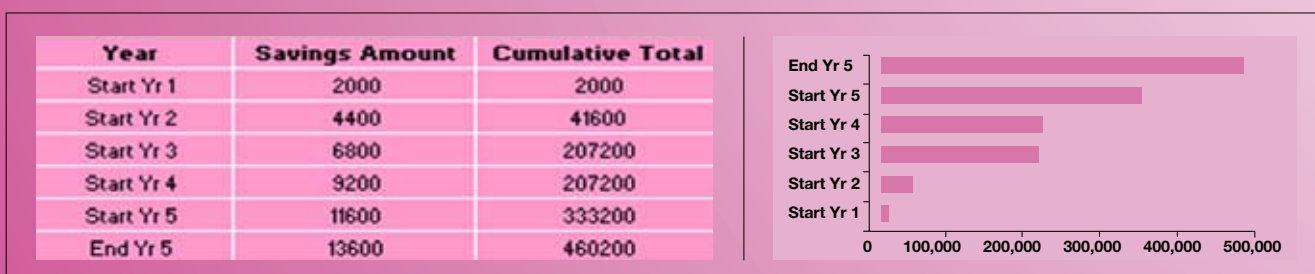 Year Savings Amount Cumulative Total
Start Yr 1 2000 2000
Start Yr 2 4400 41600
Start Yr 3 6800 207200
Start Yr 4 9200 207200
Start Yr 5 11600 333200
End Yr 5 13600 460200
End Yr 5
Start Yr 5
Start Yr 4
Start Yr 3
Start Yr 2
Start Yr 1
0 100,000 200,000 300,000 400,000 500,000